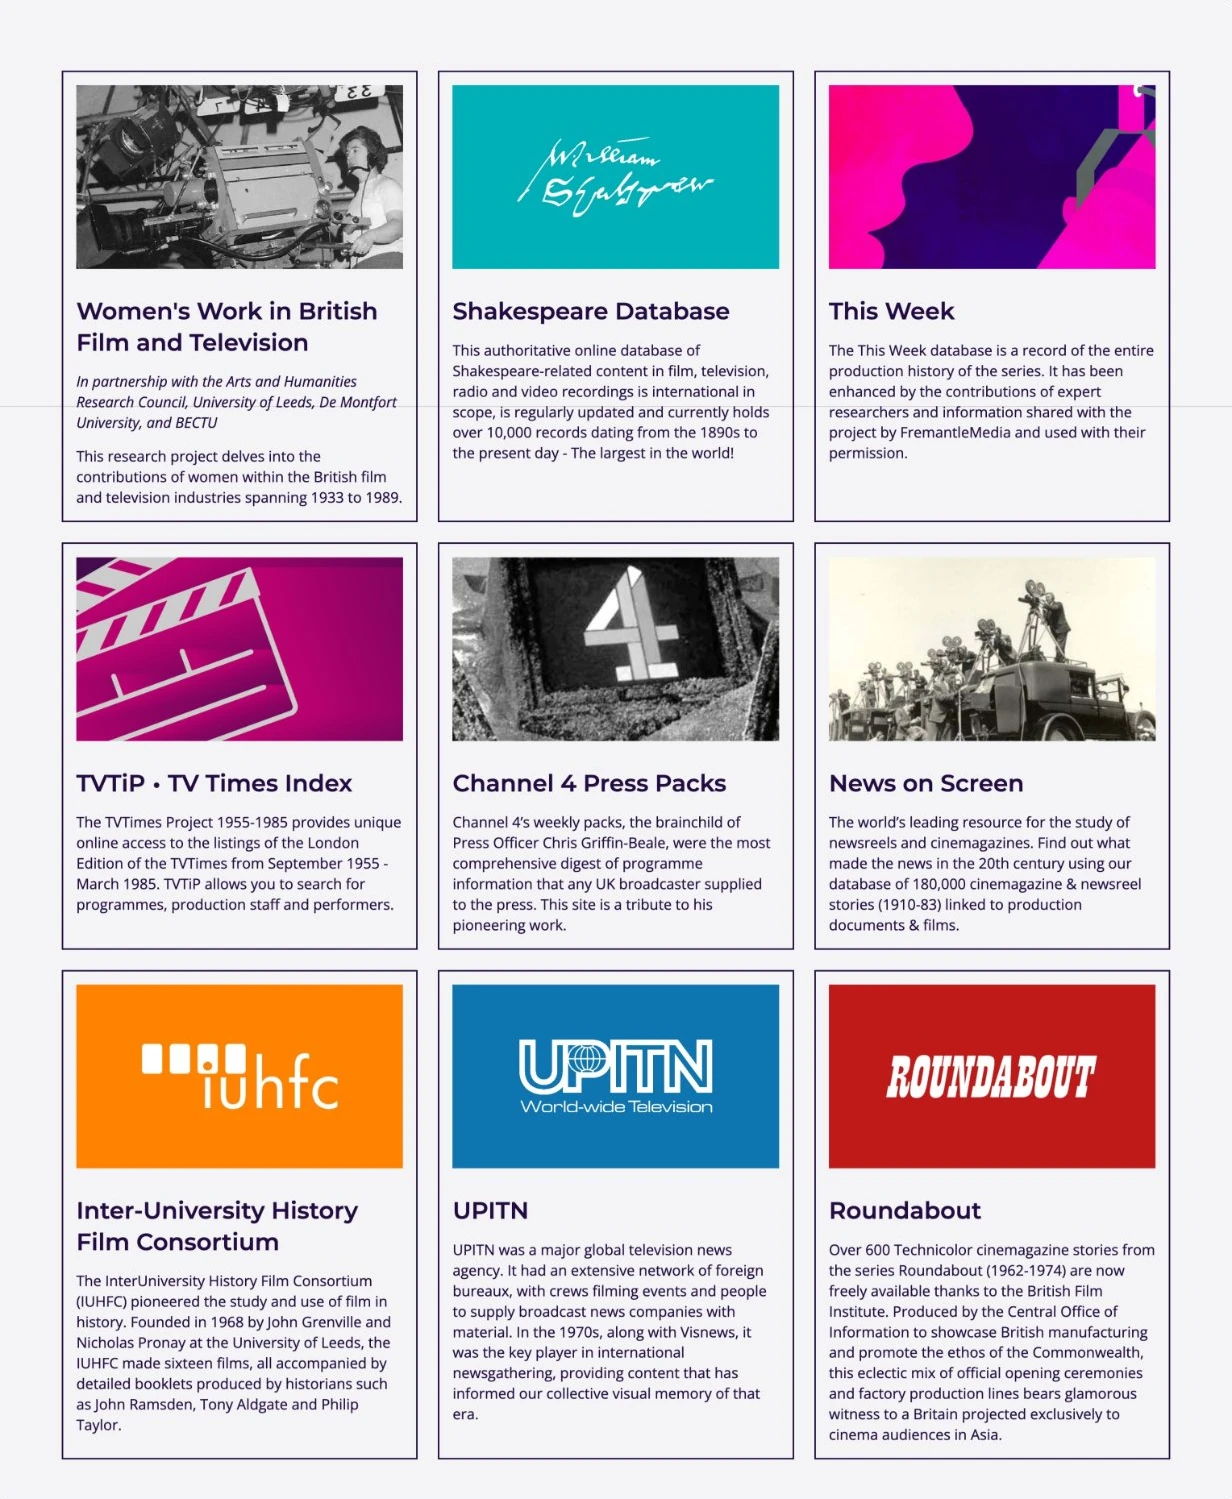 33
William
Shakspear
Women's Work in British
Film and Television
In partnership with the Arts and Humanities
Research Council, University of Leeds, De Montfort
University, and BECTU
This research project delves into the
contributions of women within the British film
and television industries spanning 1933 to 1989.
Shakespeare Database
This authoritative online database of
Shakespeare-related content in film, television,
radio and video recordings is international in
scope, is regularly updated and currently holds
over 10,000 records dating from the 1890s to
the present day - The largest in the world!
This Week
The This Week database is a record of the entire
production history of the series. It has been
enhanced by the contributions of expert
researchers and information shared with the
project by FremantleMedia and used with their
permission.
4
TVTiP • TV Times Index
The TVTimes Project 1955-1985 provides unique
online access to the listings of the London
Edition of the TVTimes from September 1955 -
March 1985. TVTiP allows you to search for
programmes, production staff and performers.
Channel 4 Press Packs
Channel 4’s weekly packs, the brainchild of
Press Officer Chris Griffin-Beale, were the most
comprehensive digest of programme
information that any UK broadcaster supplied
to the press. This site is a tribute to his
pioneering work.
News on Screen
The world’s leading resource for the study of
newsreels and cinemagazines. Find out what
made the news in the 20th century using our
database of 180,000 cinemagazine & newsreel
stories (1910-83) linked to production
documents & films.
iuhfc
UPITN
World-wide Television
ROUNDABOUT
Inter-University History
Film Consortium
The InterUniversity History Film Consortium
(IUHFC) pioneered the study and use of film in
history. Founded in 1968 by John Grenville and
Nicholas Pronay at the University of Leeds, the
IUHFC made sixteen films, all accompanied by
detailed booklets produced by historians such
as John Ramsden, Tony Aldgate and Philip
Taylor.
UPITN
UPITN was a major global television news
agency. It had an extensive network of foreign
bureaux, with crews filming events and people
to supply broadcast news companies with
material. In the 1970s, along with Visnews, it
was the key player in international
newsgathering, providing content that has
informed our collective visual memory of that
era.
Roundabout
Over 600 Technicolor cinemagazine stories from
the series Roundabout (1962-1974) are now
freely available thanks to the British Film
Institute. Produced by the Central Office of
Information to showcase British manufacturing
and promote the ethos of the Commonwealth,
this eclectic mix of official opening ceremonies
and factory production lines bears glamorous
witness to a Britain projected exclusively to
cinema audiences in Asia.